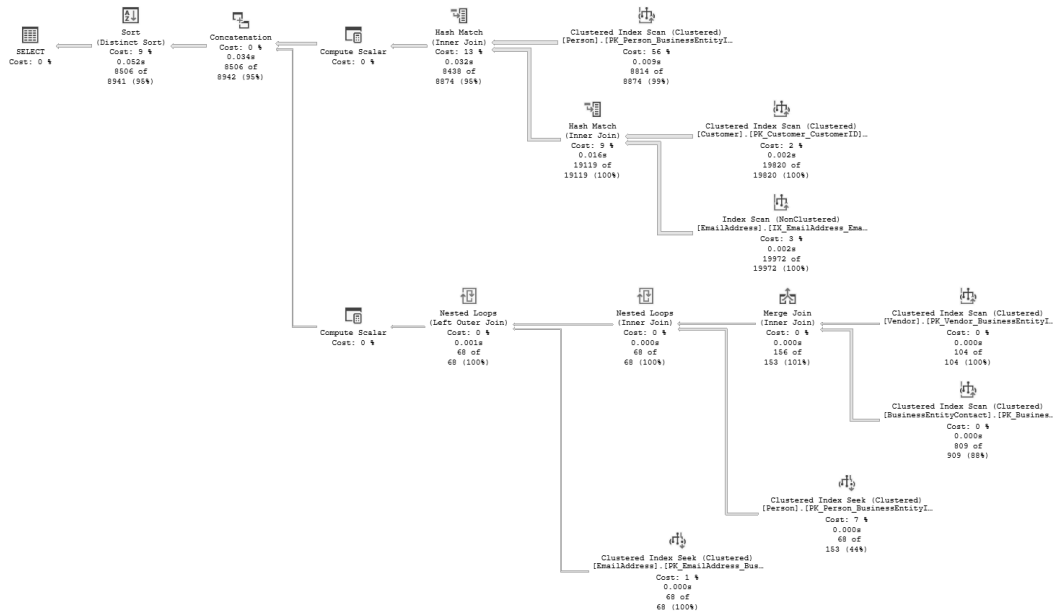 SELECT
Cost: 0 %
Sort
(Distinct Sort)
Cost: 9 %
0.052s
8506 of
8941 (95%)
Concatenation
Cost: 0 %
0.034s
8506 of
8942 (95%)
Compute Scalar
Cost: 0 %
Hash Match
(Inner Join)
Cost: 13 %
0.032s
8438 of
8874 (95%)
Clustered Index Scan (Clustered)
[Person].[PK_Person_BusinessEntityI…
Cost: 56 %
0.009s
8814 of
8874 (99%)
Hash Match
(Inner Join)
Cost: 9 %
0.016s
19119 of
19119 (100%)
Clustered Index Scan (Clustered)
[Customer].[PK_Customer_CustomerID]…
Cost: 2 %
0.002s
19820 of
19820 (100%)
Index Scan (NonClustered)
[EmailAddress].[IX_EmailAddress_Ema…
Cost: 3 %
0.002s
19972 of
19972 (100%)
Compute Scalar
Cost: 0 %
Nested Loops
(Left Outer Join)
Cost: 0 %
0.001s
68 of
68 (100%)
Nested Loops
(Inner Join)
Cost: 0 %
0.000s
68 of
68 (100%)
Merge Join
(Inner Join)
Cost: 0 %
0.000s
156 of
153 (101%)
Clustered Index Scan (Clustered)
[Vendor].[PK_Vendor_BusinessEntityI…
Cost: 0 %
0.000s
104 of
104 (100%)
Clustered Index Scan (Clustered)
[BusinessEntityContact].[PK_Busines…
Cost: 0 %
0.000s
809 of
909 (88%)
Clustered Index Seek (Clustered)
[Person].[PK_Person_BusinessEntityI…
Cost: 7 %
0.000s
68 of
153 (44%)
Clustered Index Seek (Clustered)
[EmailAddress].[PK_EmailAddress_Bus…
Cost: 1 %
0.000s
68 of
68 (100%)